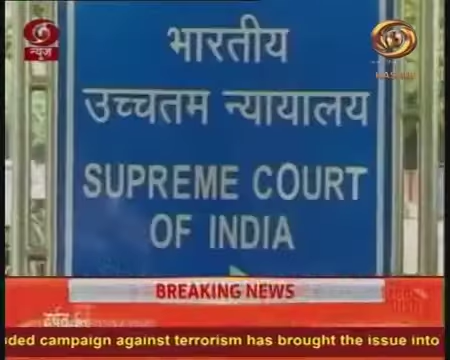 न्यूज़
भारतीय
उच्चतम न्यायालय
SUPREME COURT
OF INDIA
BREAKING NEWS
campaign against terrorism has brought the issue into